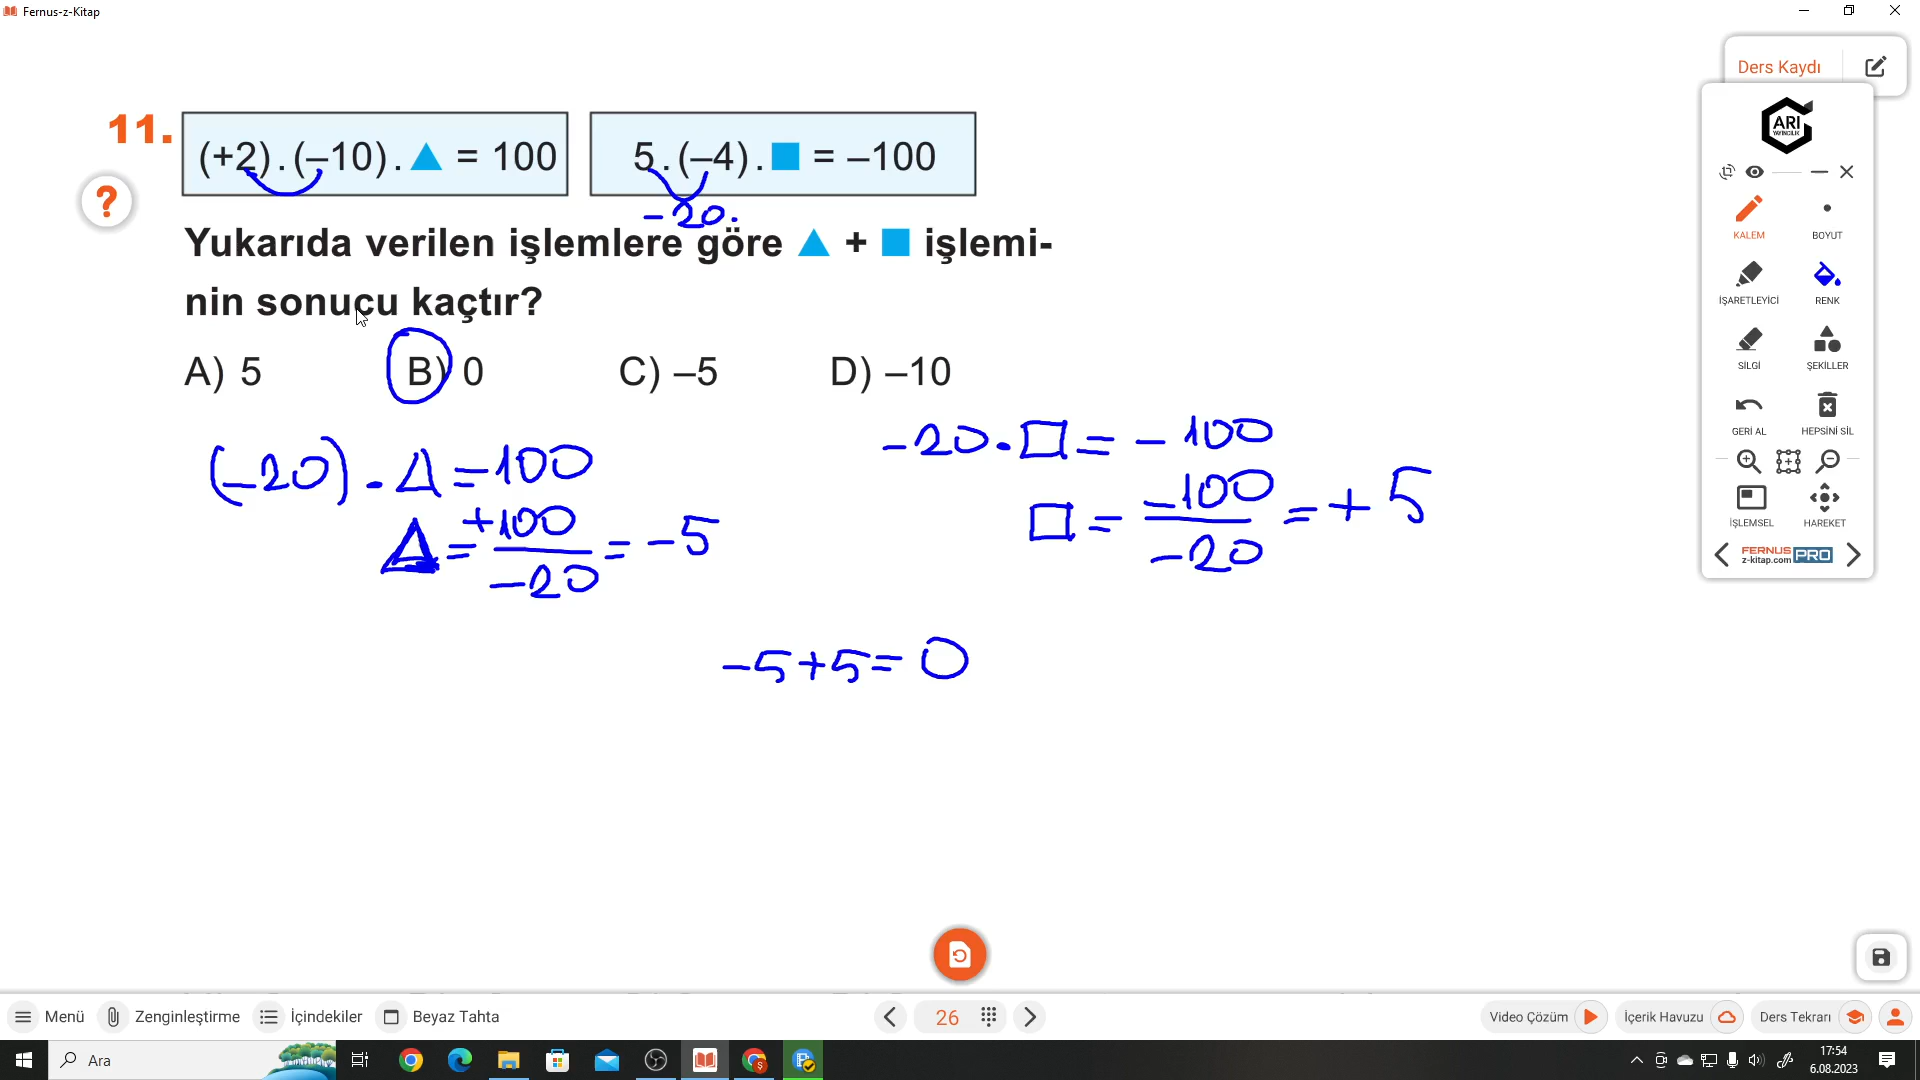 Fernus-z-Kitap
Ders Kaydı
11.
(+2).(–10).▲ = 100
5.(–4).■ = –100
-20.
Yukarıda verilen işlemlere göre ▲ + ■ işlemi-
nin sonucu kaçtır?
A) 5 B) 0 C) –5 D) –10
(-20) . Δ = 100
Δ = +100 / -20 = -5
-20 . □ = -100
□ = -100 / -20 = +5
-5+5= 0
ARI
YAYINCILIK
KALEM BOYUT
İŞARETLEYİCİ RENK
SİLGİ ŞEKİLLER
GERİ AL HEPSİNİ SİL
İŞLEMSEL HAREKET
FERNUS PRO
z-kitap.com
Menü Zenginleştirme İçindekiler Beyaz Tahta 26 Video Çözüm İçerik Havuzu Ders Tekrarı
Ara
17:54
6.08.2023